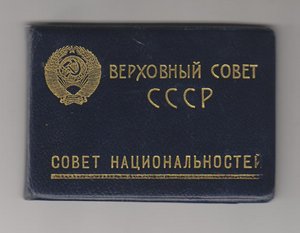 ВЕРХОВНЫЙ СОВЕТ
СССР
СОВЕТ НАЦИОНАЛЬНОСТЕЙ